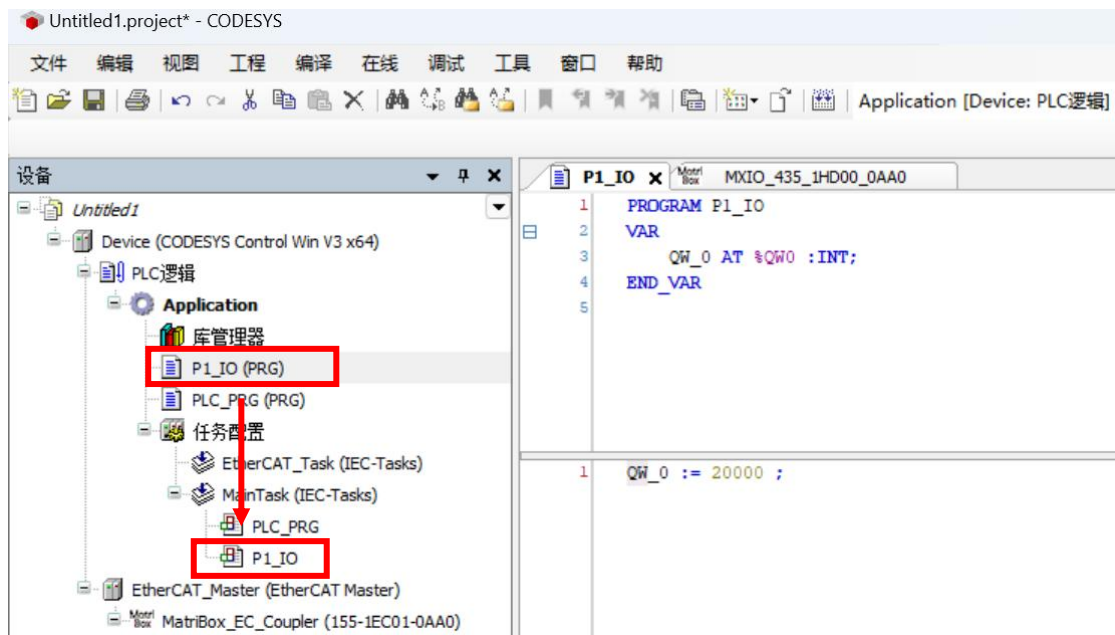 Untitled1.project* - CODESYS
文件 编辑 视图 工程 编译 在线 调试 工具 窗口 帮助
Application [Device: PLC逻辑]
设备
Untitled1
Device (CODESYS Control Win V3 x64)
PLC逻辑
Application
库管理器
P1_IO (PRG)
PLC_PRG (PRG)
任务配置
EtherCAT_Task (IEC-Tasks)
MainTask (IEC-Tasks)
PLC_PRG
P1_IO
EtherCAT_Master (EtherCAT Master)
Matri Box MatriBox_EC_Coupler (155-1EC01-0AA0)
P1_IO Matri Box MXIO_435_1HD00_0AA0
1 PROGRAM P1_IO
2 VAR
3 QW_0 AT %QW0 :INT;
4 END_VAR
5
1 QW_0 := 20000 ;